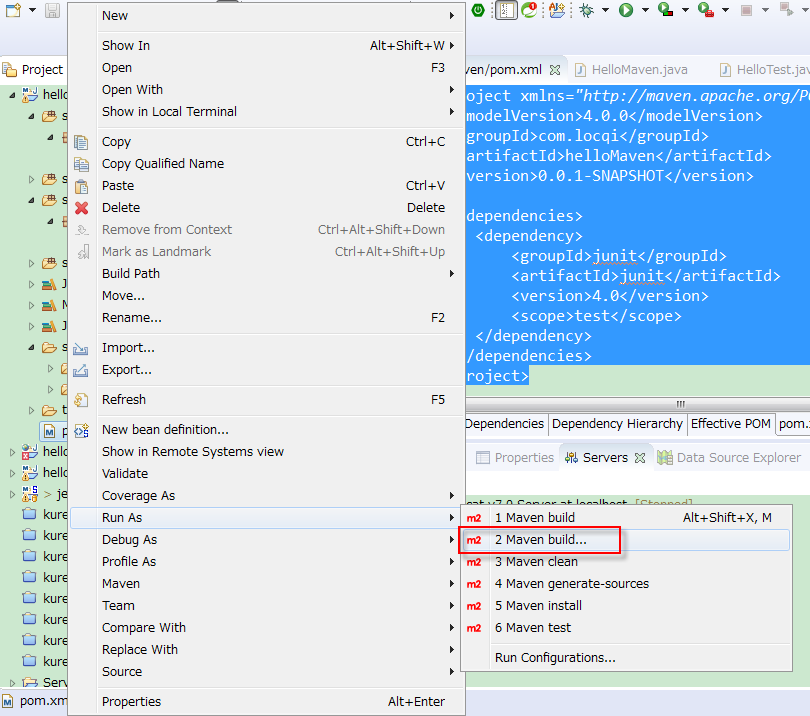 Project
hello
s
s
s
s
J
M
J
s
t
p
hello
hello
> je
kure
kure
kure
kure
kure
kure
kure
kure
Serv
pom.xm
New
Show In Alt+Shift+W
Open F3
Open With
Show in Local Terminal
Copy Ctrl+C
Copy Qualified Name
Paste Ctrl+V
Delete Delete
Remove from Context Ctrl+Alt+Shift+Down
Mark as Landmark Ctrl+Alt+Shift+Up
Build Path
Move...
Rename... F2
Import...
Export...
Refresh F5
New bean definition...
Show in Remote Systems view
Validate
Coverage As
Run As
Debug As
Profile As
Maven
Team
Compare With
Replace With
Source
Properties Alt+Enter
ven/pom.xml HelloMaven.java HelloTest.jav
oject xmlns="http://maven.apache.org/PO
modelVersion>4.0.0</modelVersion>
groupId>com.locqi</groupId>
artifactId>helloMaven</artifactId>
version>0.0.1-SNAPSHOT</version>
dependencies>
<dependency>
<groupId>junit</groupId>
<artifactId>junit</artifactId>
<version>4.0</version>
<scope>test</scope>
</dependency>
/dependencies>
roject>
Dependencies Dependency Hierarchy Effective POM pom.x
Properties Servers Data Source Explorer
cat v7.0 Server at localhost [Stopped]
m2 1 Maven build Alt+Shift+X, M
m2 2 Maven build...
m2 3 Maven clean
m2 4 Maven generate-sources
m2 5 Maven install
m2 6 Maven test
Run Configurations...